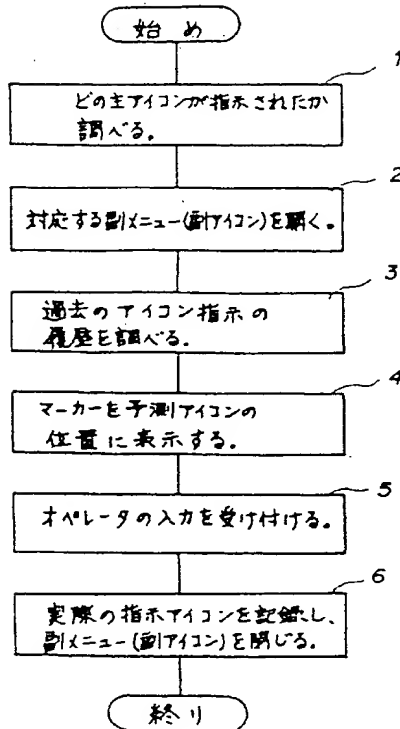 始め
1
どの主アイコンが指示されたか
調べる。
2
対応する副メニュー(副アイコン)を開く。
3
過去のアイコン指示の
履歴を調べる。
4
マーカーを予測アイコンの
位置に表示する。
5
オペレータの入力を受け付ける。
6
実際の指示アイコンを記録し、
副メニュー(副アイコン)を閉じる。
終り